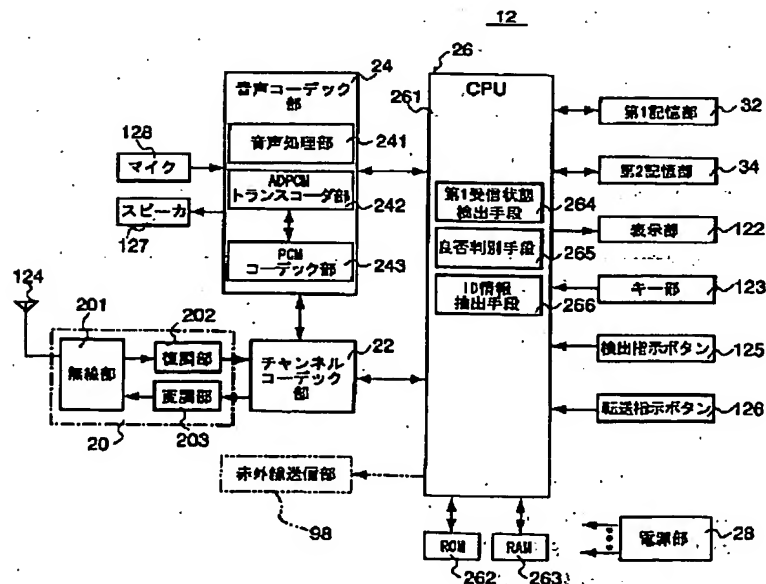 12
26
24
261
CPU
音声コーデック
部
音声処理部
241
ADPCM
トランスコーダ部
242
PCM
コーデック部
243
128
マイク
スピーカ
127
第1記憶部
32
第2記憶部
34
第1受信状態
検出手段
264
表示部
122
良否判別手段
265
キー部
123
ID情報
抽出手段
266
検出指示ボタン
125
転送指示ボタン
126
124
201
202
22
無線部
復調部
チャンネル
コーデック
部
変調部
20
203
赤外線送信部
98
ROM
RAM
262
263
電源部
28